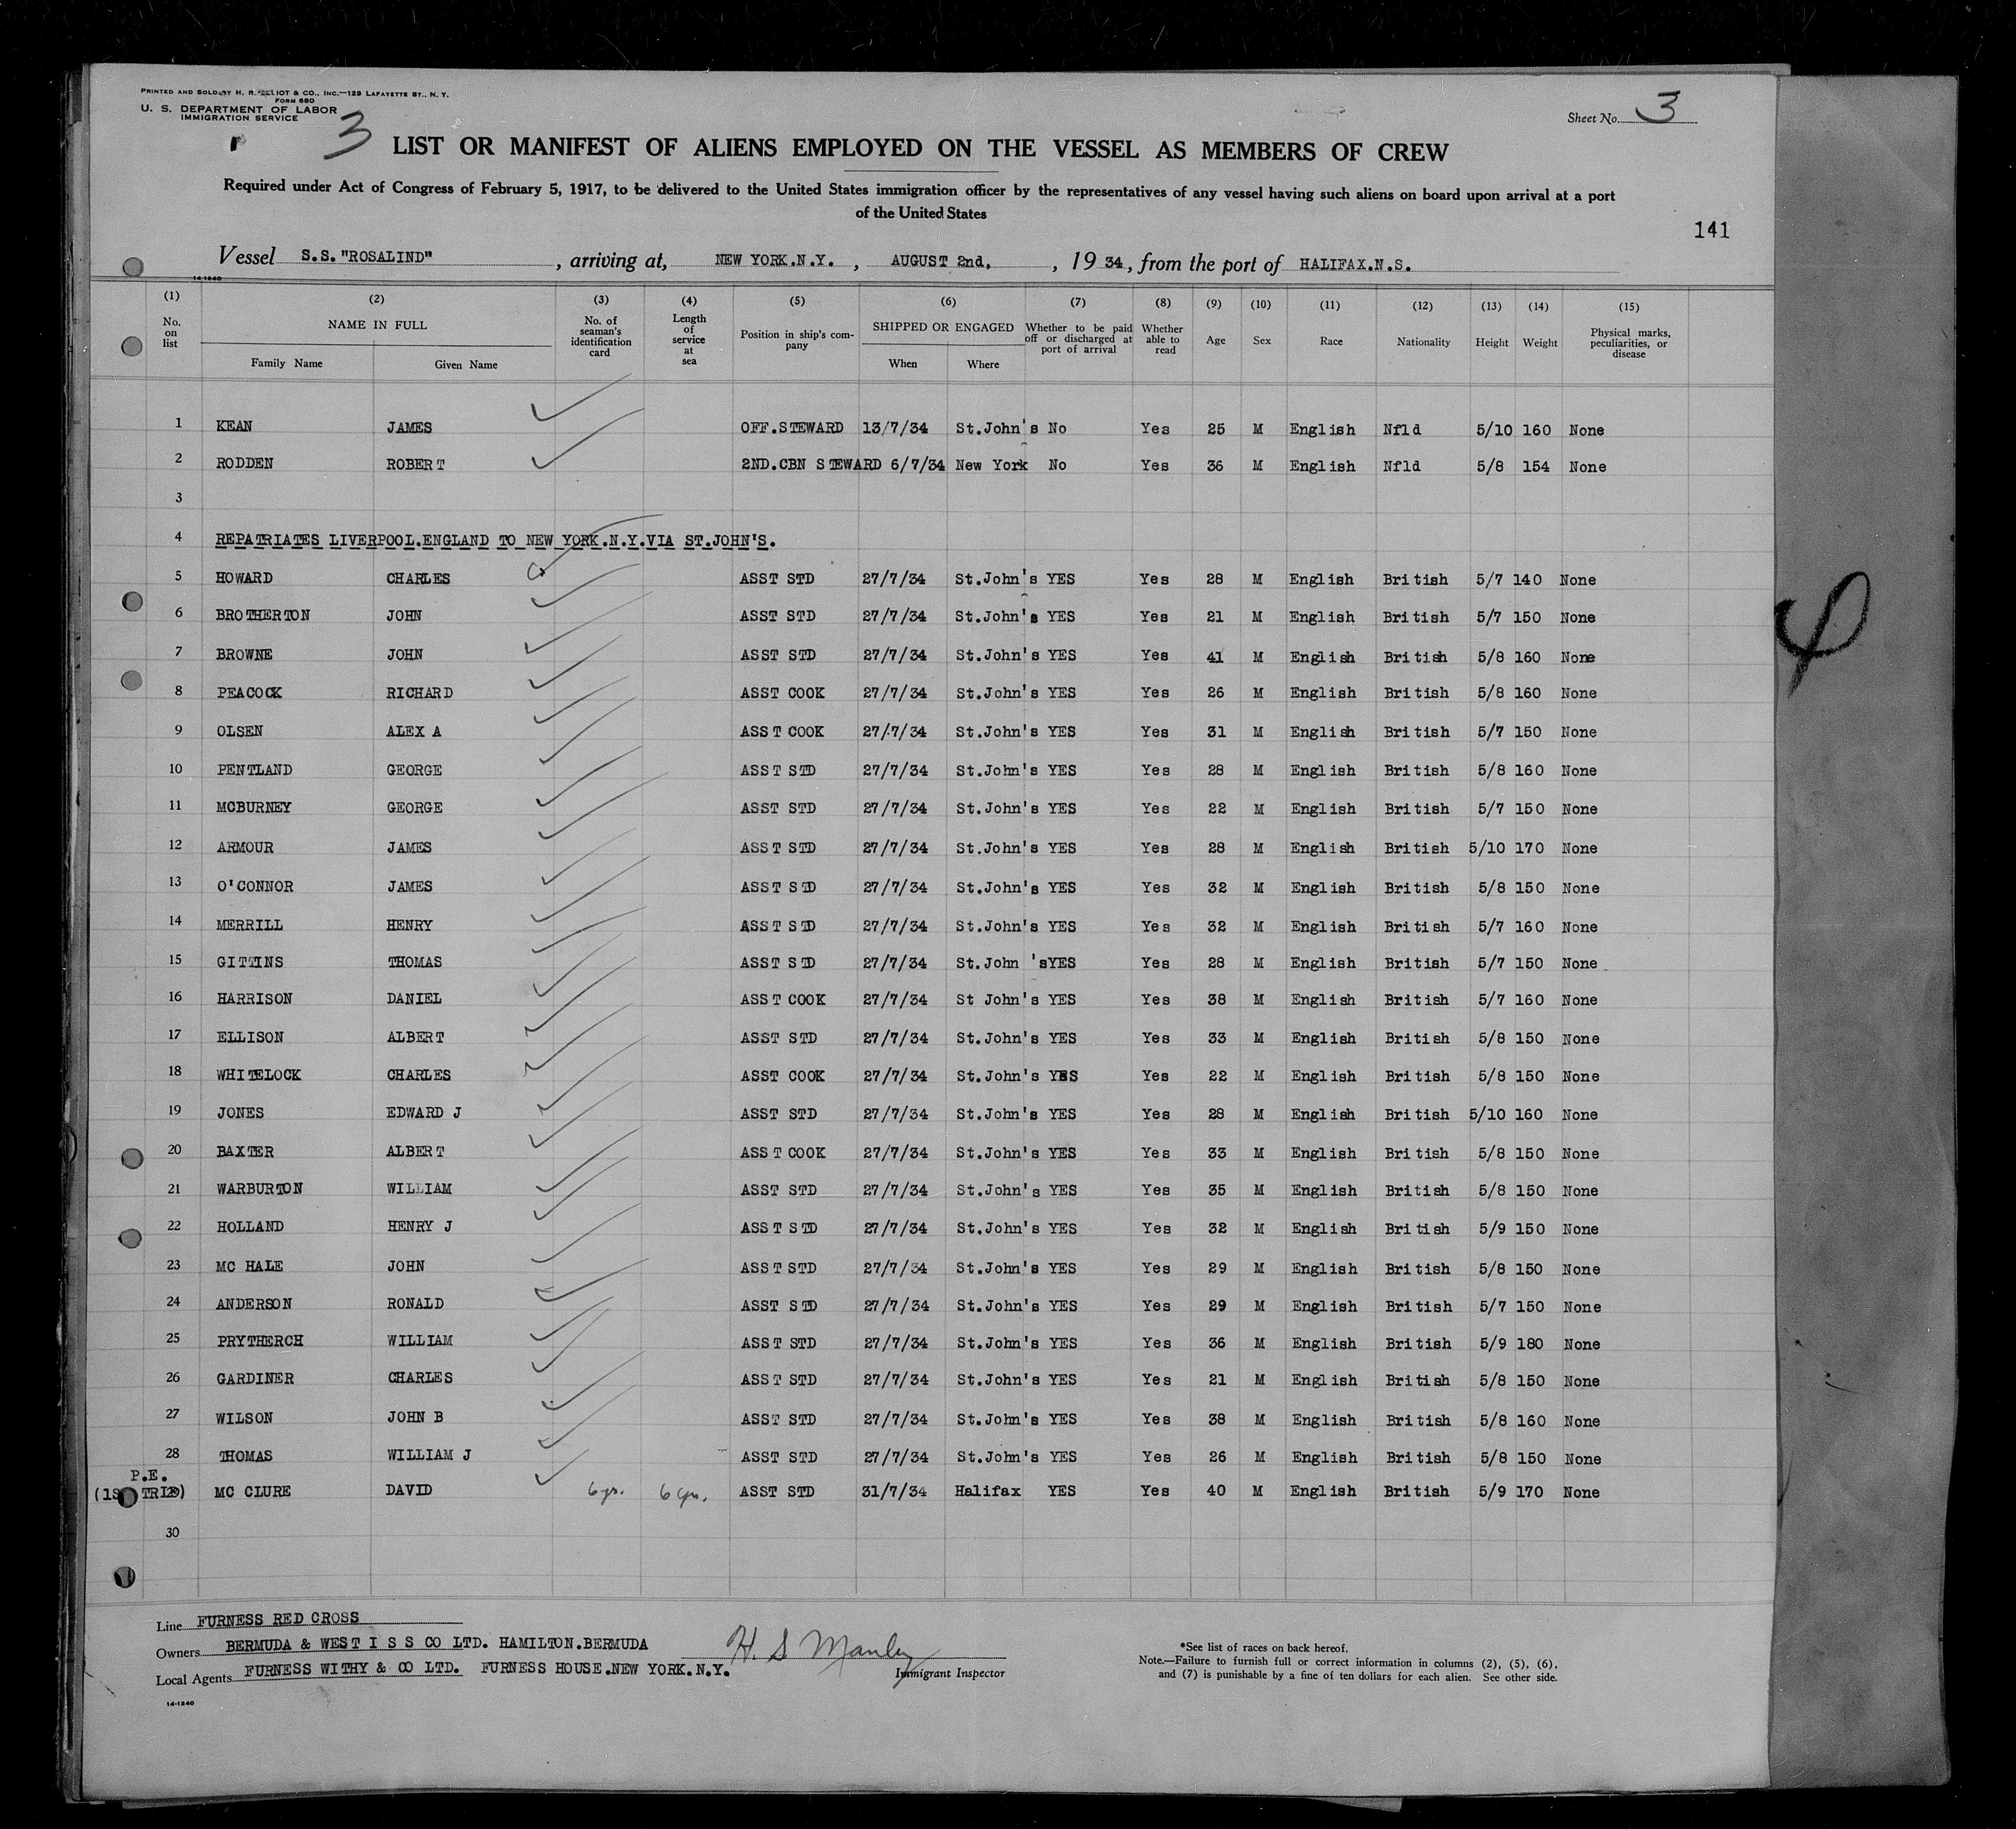 PRINTED AND SOLD BY H. R. ELLIOT & CO., INC.—129 LAFAYETTE ST., N. Y.
FORM 680
U. S. DEPARTMENT OF LABOR
IMMIGRATION SERVICE
3
Sheet No. 3
LIST OR MANIFEST OF ALIENS EMPLOYED ON THE VESSEL AS MEMBERS OF CREW
Required under Act of Congress of February 5, 1917, to be delivered to the United States immigration officer by the representatives of any vessel having such aliens on board upon arrival at a port
of the United States
141
Vessel S.S."ROSALIND", arriving at, NEW YORK.N.Y., AUGUST 2nd, , 19 34, from the port of HALIFAX.N.S.
14-1240
(1) No. on list (2) NAME IN FULL Family Name Given Name (3) No. of seaman's identification card (4) Length of service at sea (5) Position in ship's company (6) SHIPPED OR ENGAGED When Where (7) Whether to be paid off or discharged at port of arrival (8) Whether able to read (9) Age (10) Sex (11) Race (12) Nationality (13) Height (14) Weight (15) Physical marks, peculiarities, or disease
1 KEAN JAMES OFF.STEWARD 13/7/34 St.John's No Yes 25 M English Nfld 5/10 160 None
2 RODDEN ROBERT 2ND.CBN STEWARD 6/7/34 New York No Yes 36 M English Nfld 5/8 154 None
3
4 REPATRIATES LIVERPOOL.ENGLAND TO NEW YORK.N.Y.VIA ST.JOHN'S.
5 HOWARD CHARLES ASST STD 27/7/34 St.John's YES Yes 28 M English British 5/7 140 None
6 BROTHERTON JOHN ASST STD 27/7/34 St.John's YES Yes 21 M English British 5/7 150 None
7 BROWNE JOHN ASST STD 27/7/34 St.John's YES Yes 41 M English British 5/8 160 None
8 PEACOCK RICHARD ASST COOK 27/7/34 St.John's YES Yes 26 M English British 5/8 160 None
9 OLSEN ALEX A ASST COOK 27/7/34 St.John's YES Yes 31 M English British 5/7 150 None
10 PENTLAND GEORGE ASST STD 27/7/34 St.John's YES Yes 28 M English British 5/8 160 None
11 MCBURNEY GEORGE ASST STD 27/7/34 St.John's YES Yes 22 M English British 5/7 150 None
12 ARMOUR JAMES ASST STD 27/7/34 St.John's YES Yes 28 M English British 5/10 170 None
13 O'CONNOR JAMES ASST STD 27/7/34 St.John's YES Yes 32 M English British 5/8 150 None
14 MERRILL HENRY ASST STD 27/7/34 St.John's YES Yes 32 M English British 5/7 160 None
15 GITTINS THOMAS ASST STD 27/7/34 St.John 'sYES Yes 28 M English British 5/7 150 None
16 HARRISON DANIEL ASST COOK 27/7/34 St John's YES Yes 38 M English British 5/7 160 None
17 ELLISON ALBERT ASST STD 27/7/34 St.John's YES Yes 33 M English British 5/8 150 None
18 WHITELOCK CHARLES ASST COOK 27/7/34 St.John's YES Yes 22 M English British 5/8 150 None
19 JONES EDWARD J ASST STD 27/7/34 St.John's YES Yes 28 M English British 5/10 160 None
20 BAXTER ALBERT ASST COOK 27/7/34 St.John's YES Yes 33 M English British 5/8 150 None
21 WARBURTON WILLIAM ASST STD 27/7/34 St.John's YES Yes 35 M English British 5/8 150 None
22 HOLLAND HENRY J ASST STD 27/7/34 St.John's YES Yes 32 M English British 5/9 150 None
23 MC HALE JOHN ASST STD 27/7/34 St.John's YES Yes 29 M English British 5/8 150 None
24 ANDERSON RONALD ASST STD 27/7/34 St.John's YES Yes 29 M English British 5/7 150 None
25 PRYTHERCH WILLIAM ASST STD 27/7/34 St.John's YES Yes 36 M English British 5/9 180 None
26 GARDINER CHARLES ASST STD 27/7/34 St.John's YES Yes 21 M English British 5/8 150 None
27 WILSON JOHN B ASST STD 27/7/34 St.John's YES Yes 38 M English British 5/8 160 None
28 THOMAS WILLIAM J ASST STD 27/7/34 St.John's YES Yes 26 M English British 5/8 150 None
P.E.
(1ST TRIP) 29 MC CLURE DAVID 6 yrs. 6 yrs. ASST STD 31/7/34 Halifax YES Yes 40 M English British 5/9 170 None
30
Line FURNESS RED CROSS
Owners BERMUDA & WEST I S S CO LTD. HAMILTON.BERMUDA
Local Agents FURNESS WITHY & CO LTD. FURNESS HOUSE.NEW YORK.N.Y.
H. S Manley
Immigrant Inspector
*See list of races on back hereof.
Note.—Failure to furnish full or correct information in columns (2), (5), (6),
and (7) is punishable by a fine of ten dollars for each alien. See other side.
14-1240